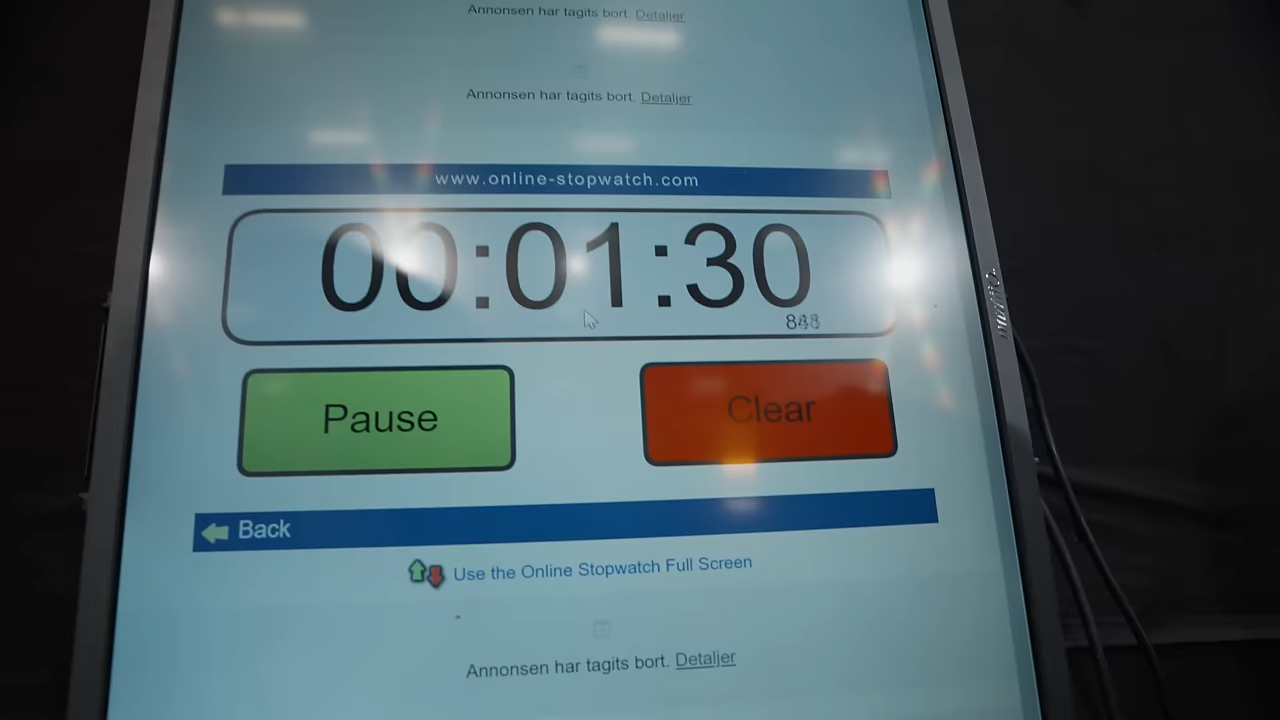 Annonsen har tagits bort. Detaljer
Annonsen har tagits bort. Detaljer
www.online-stopwatch.com
00:01:30
848
Pause
Clear
Back
Use the Online Stopwatch Full Screen
Annonsen har tagits bort. Detaljer